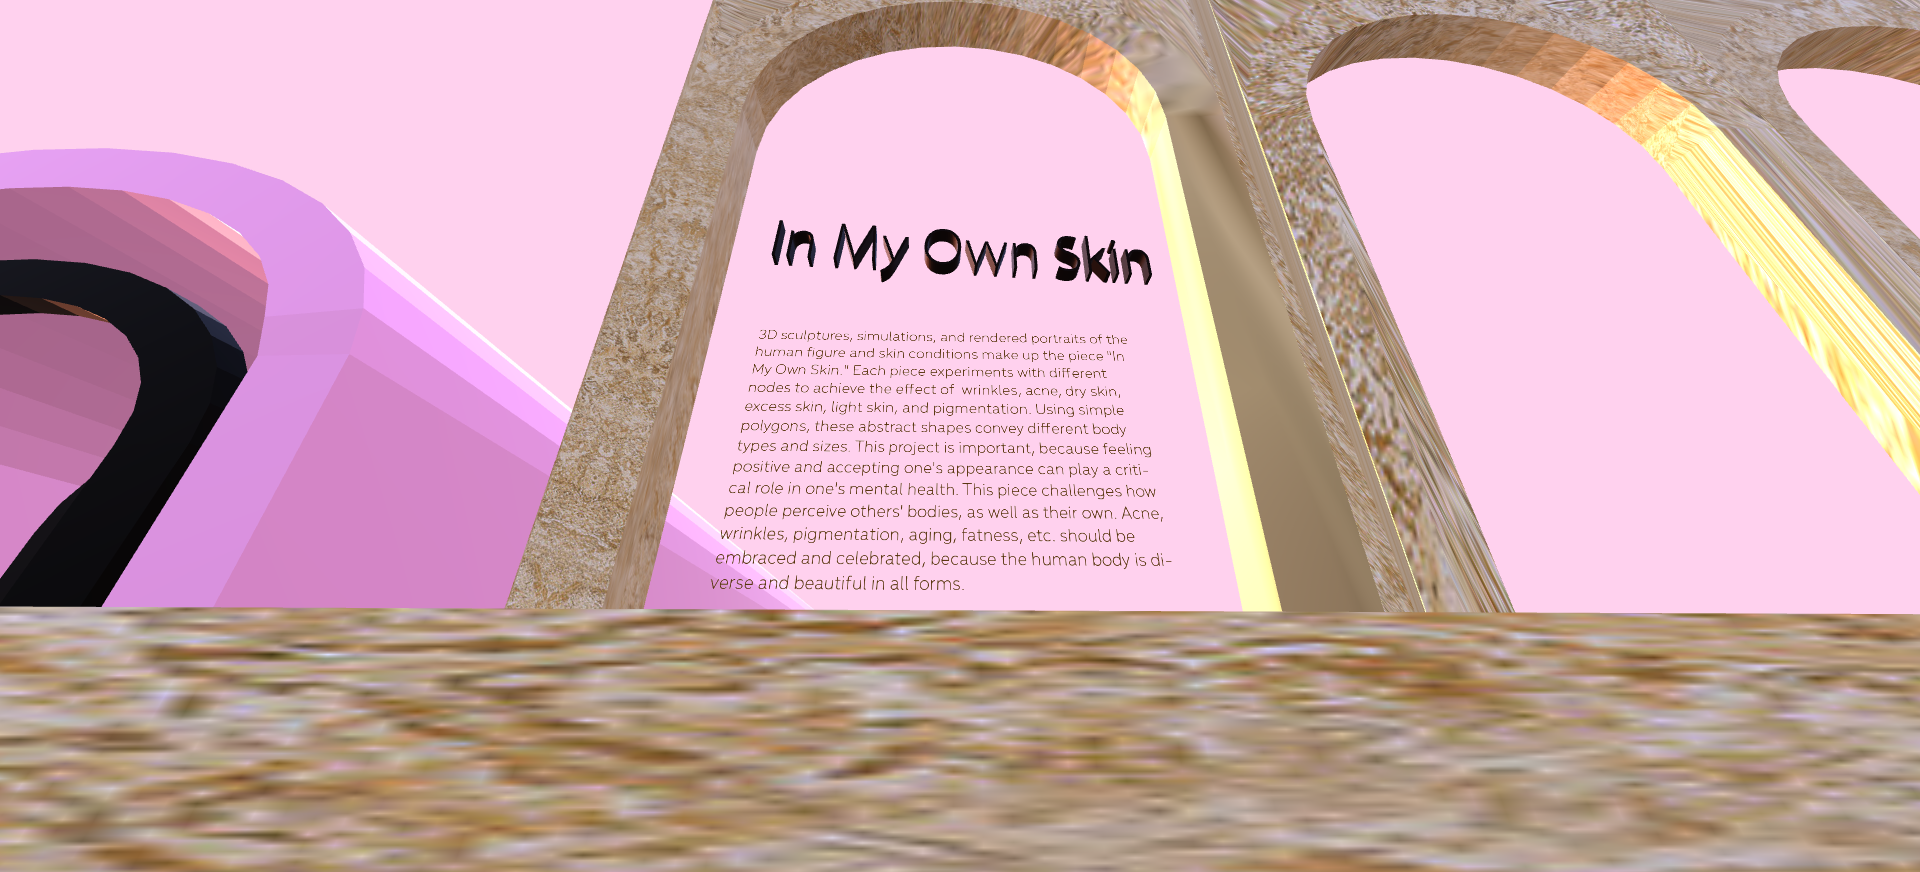 In My Own Skin
3D sculptures, simulations, and rendered portraits of the
human figure and skin conditions make up the piece "In
My Own Skin." Each piece experiments with different
nodes to achieve the effect of  wrinkles, acne, dry skin,
excess skin, light skin, and pigmentation. Using simple
polygons, these abstract shapes convey different body
types and sizes. This project is important, because feeling
positive and accepting one's appearance can play a criti-
cal role in one's mental health. This piece challenges how
people perceive others' bodies, as well as their own. Acne,
wrinkles, pigmentation, aging, fatness, etc. should be
embraced and celebrated, because the human body is di-
verse and beautiful in all forms.